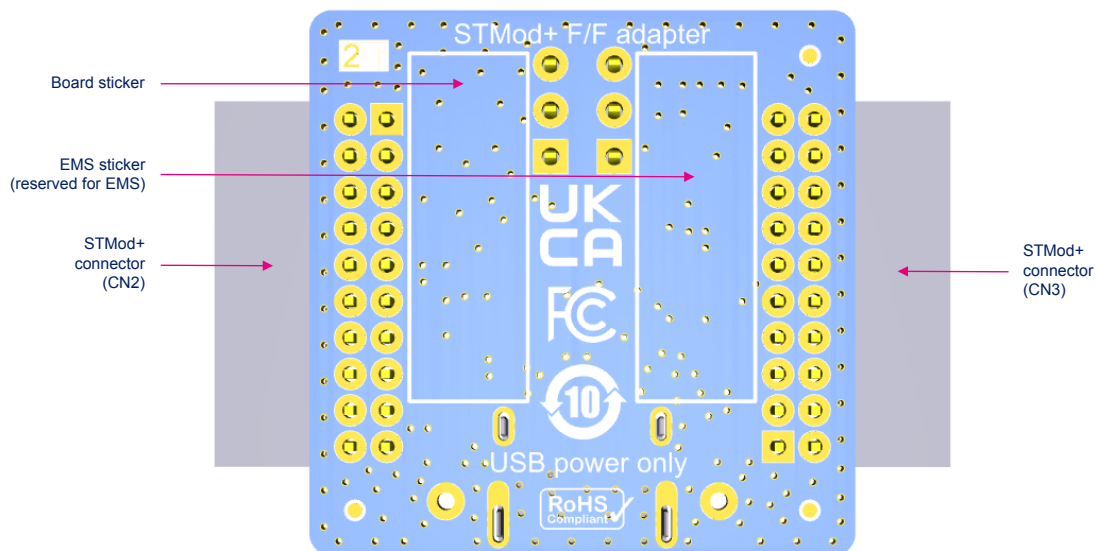 STMod+ F/F adapter
2
Board sticker
EMS sticker
(reserved for EMS)
STMod+
connector
(CN2)
STMod+
connector
(CN3)
UK
CA
FC
10
USB power only
RoHS
Compliant